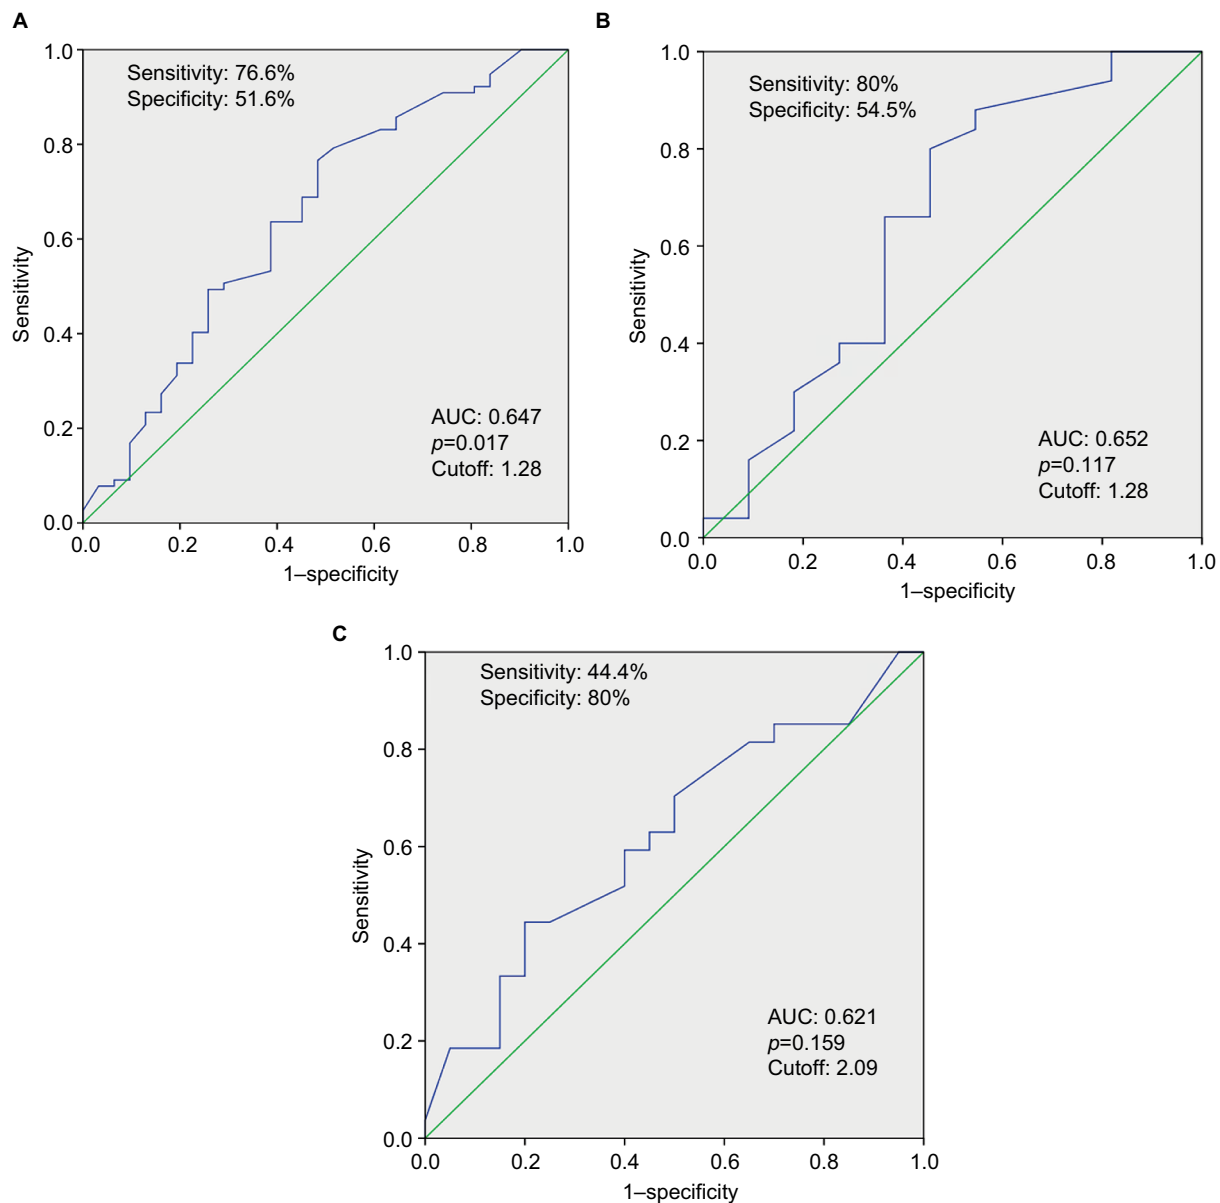 A
Sensitivity: 76.6%
Specificity: 51.6%
1.0
0.8
0.6
0.4
0.2
0.0
Sensitivity
AUC: 0.647
p=0.017
Cutoff: 1.28
0.0 0.2 0.4 0.6 0.8 1.0
1–specificity
B
Sensitivity: 80%
Specificity: 54.5%
1.0
0.8
0.6
0.4
0.2
0.0
Sensitivity
AUC: 0.652
p=0.117
Cutoff: 1.28
0.0 0.2 0.4 0.6 0.8 1.0
1–specificity
C
Sensitivity: 44.4%
Specificity: 80%
1.0
0.8
0.6
0.4
0.2
0.0
Sensitivity
AUC: 0.621
p=0.159
Cutoff: 2.09
0.0 0.2 0.4 0.6 0.8 1.0
1–specificity